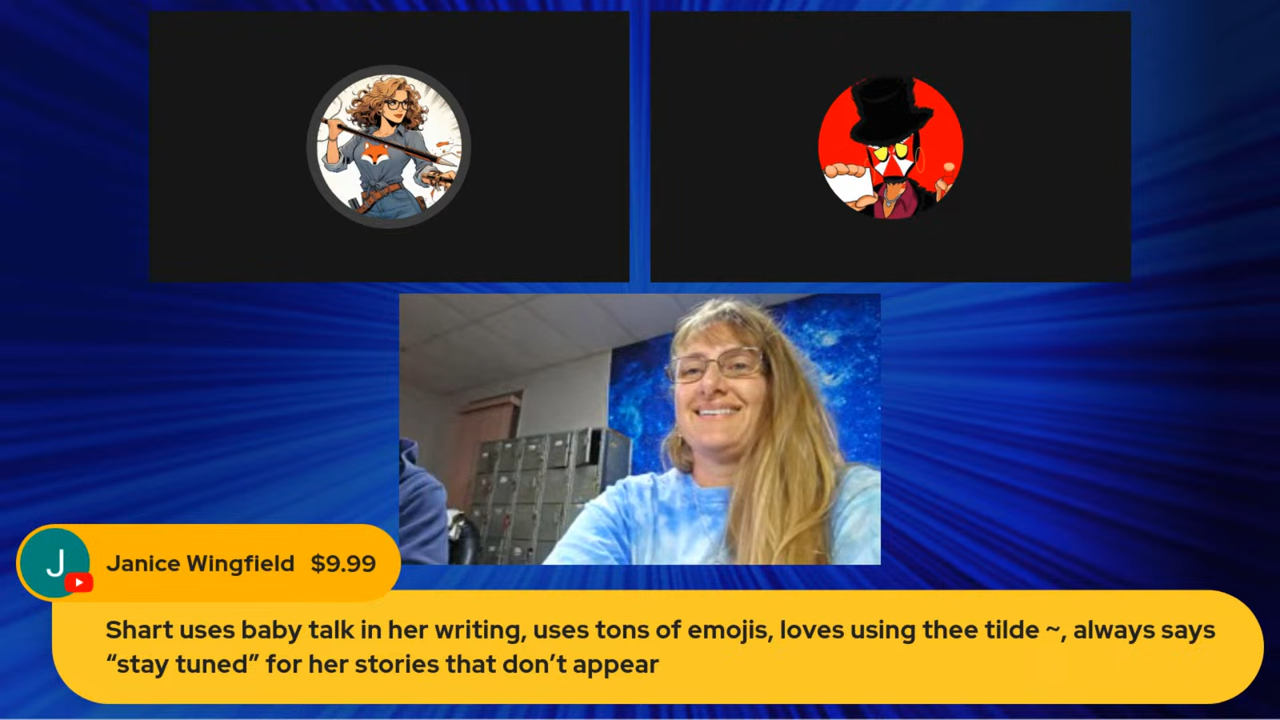 J
Janice Wingfield $9.99
Shart uses baby talk in her writing, uses tons of emojis, loves using thee tilde ~, always says
“stay tuned” for her stories that don’t appear